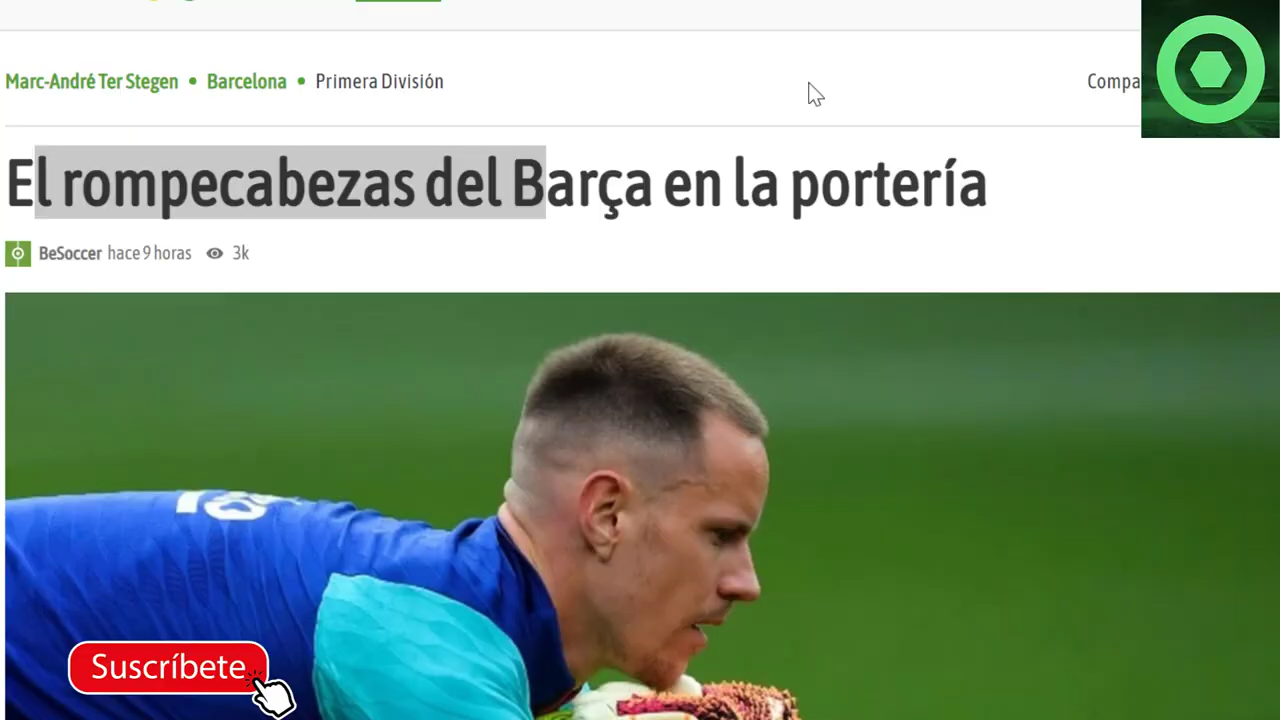 Marc-André Ter Stegen • Barcelona • Primera División
Compa
El rompecabezas del Barça en la portería
BeSoccer hace 9 horas 3k
Suscríbete